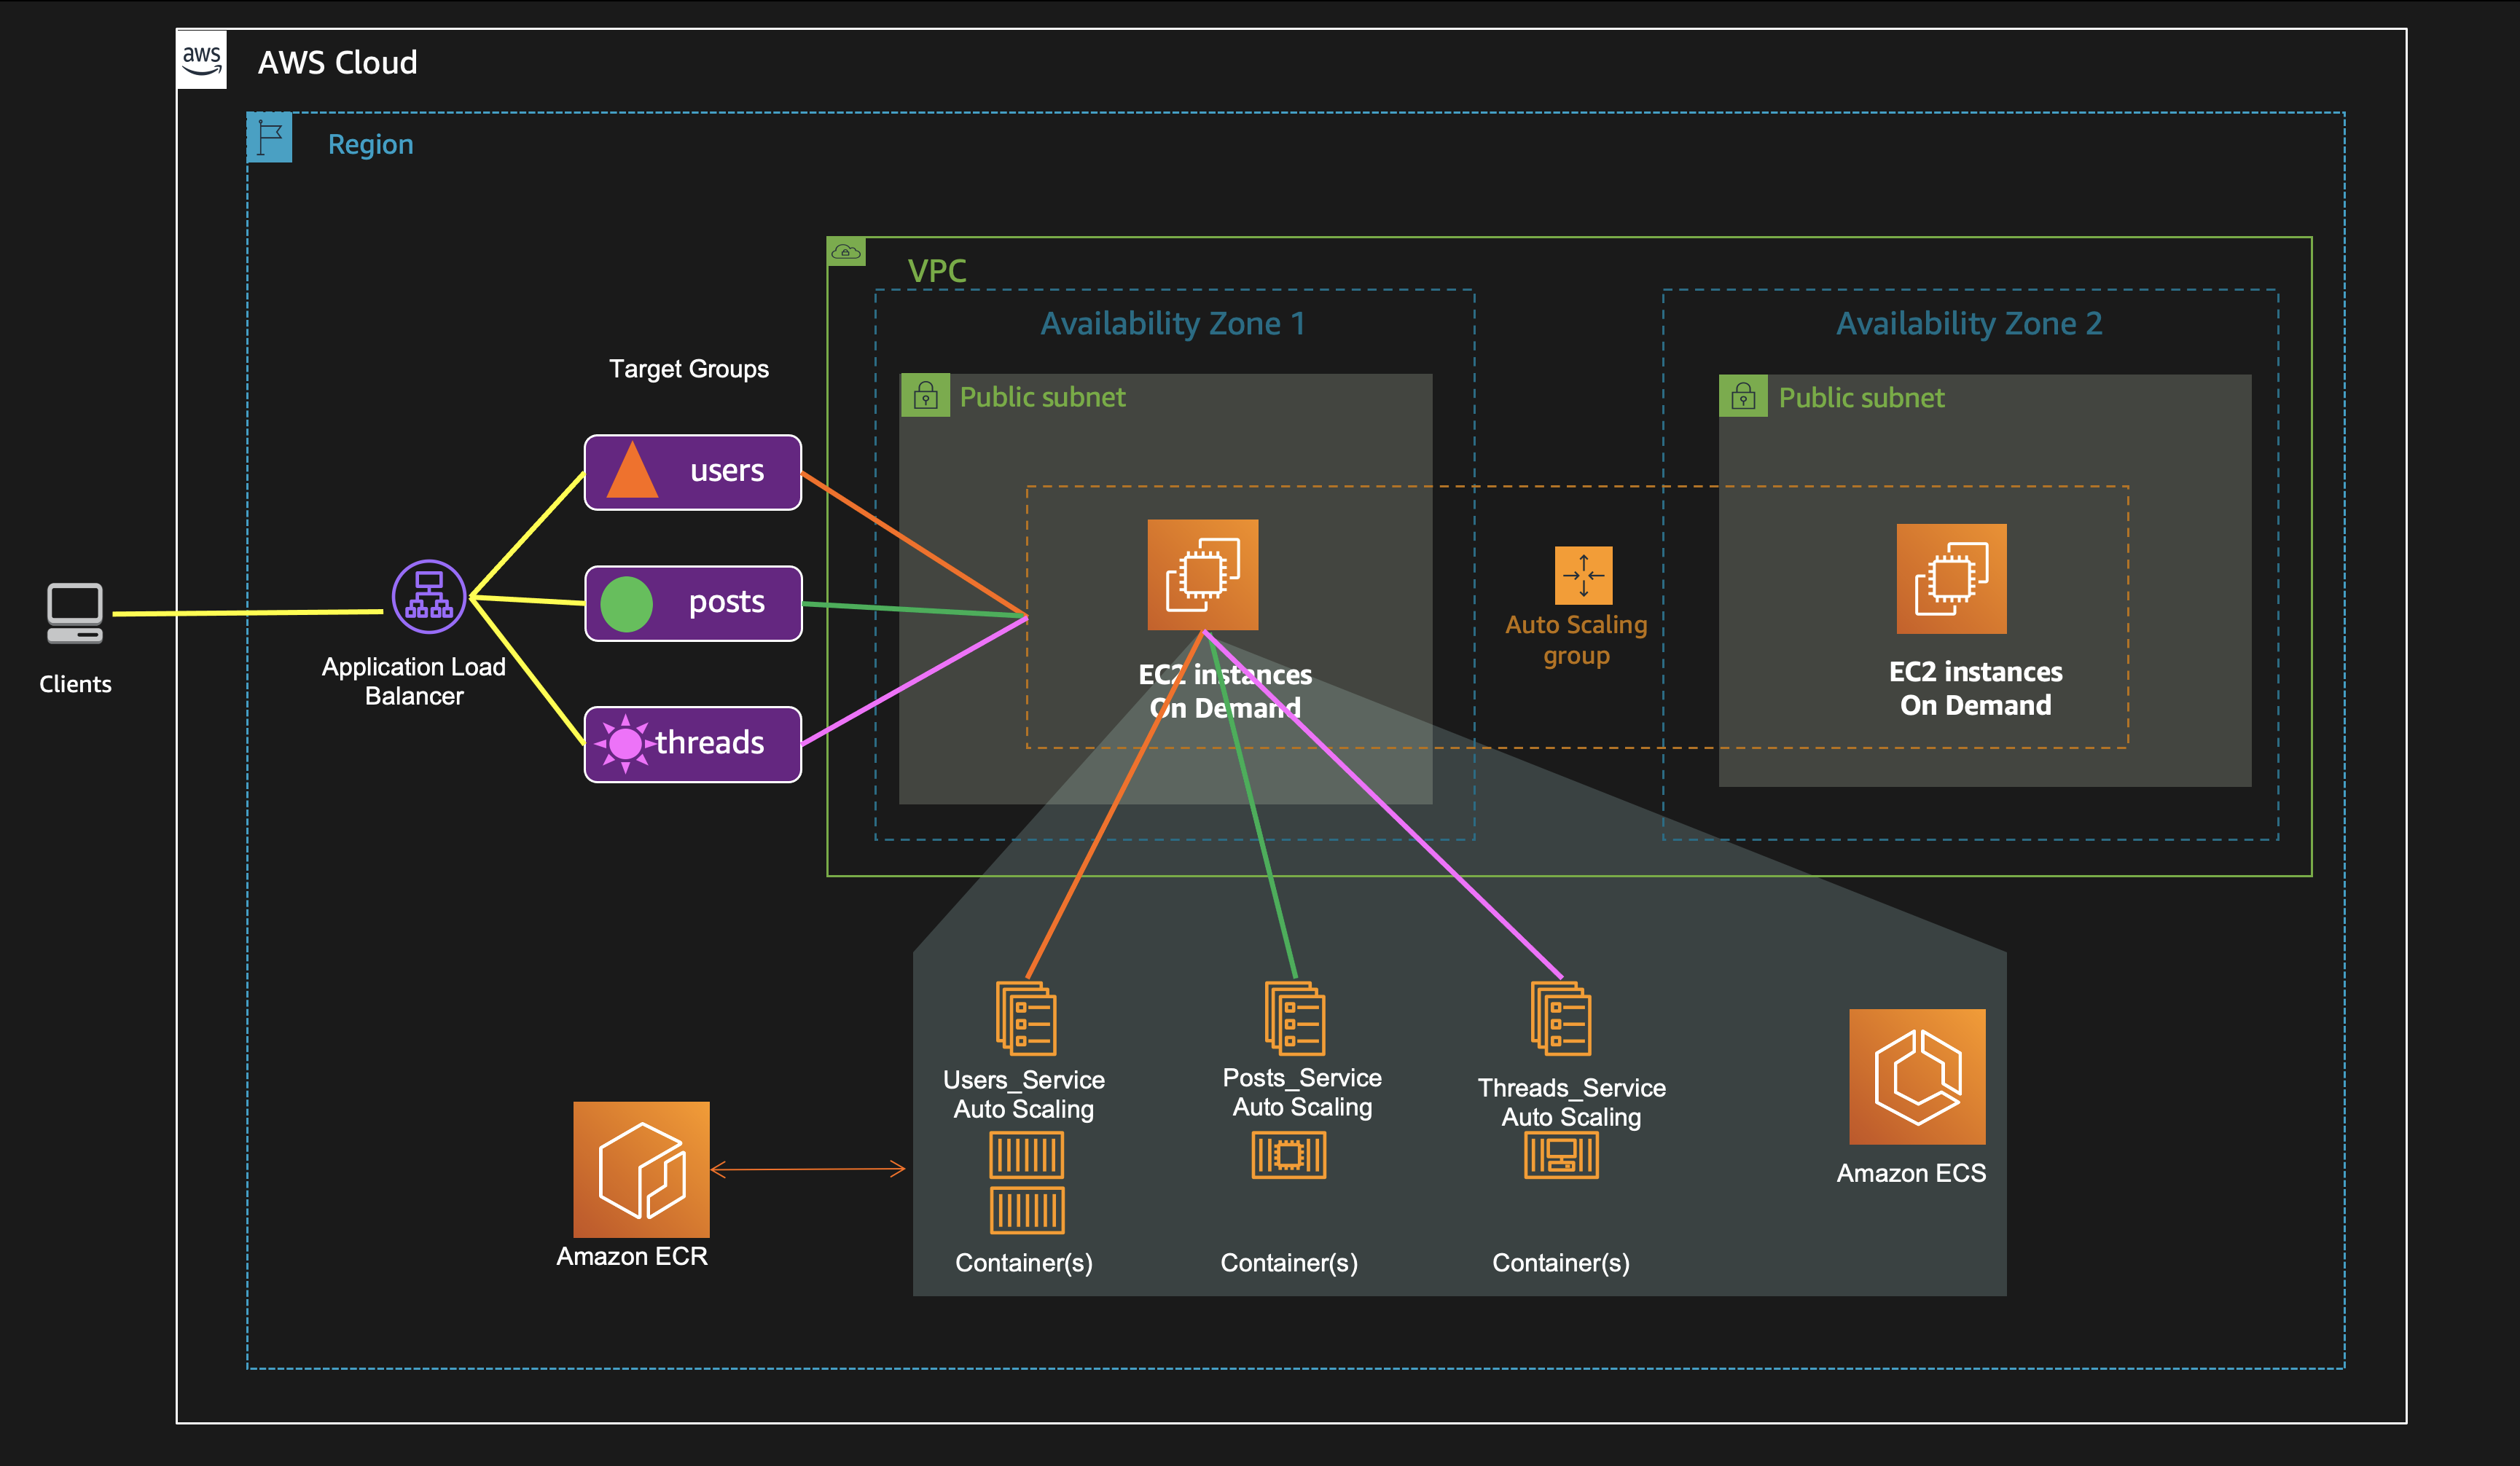 aws
AWS Cloud
Region
VPC
Availability Zone 1
Availability Zone 2
Target Groups
Public subnet
Public subnet
users
posts
threads
Clients
Application Load
Balancer
EC2 instances
On Demand
Auto Scaling
group
EC2 instances
On Demand
Users_Service
Auto Scaling
Posts_Service
Auto Scaling
Threads_Service
Auto Scaling
Amazon ECS
Amazon ECR
Container(s)
Container(s)
Container(s)